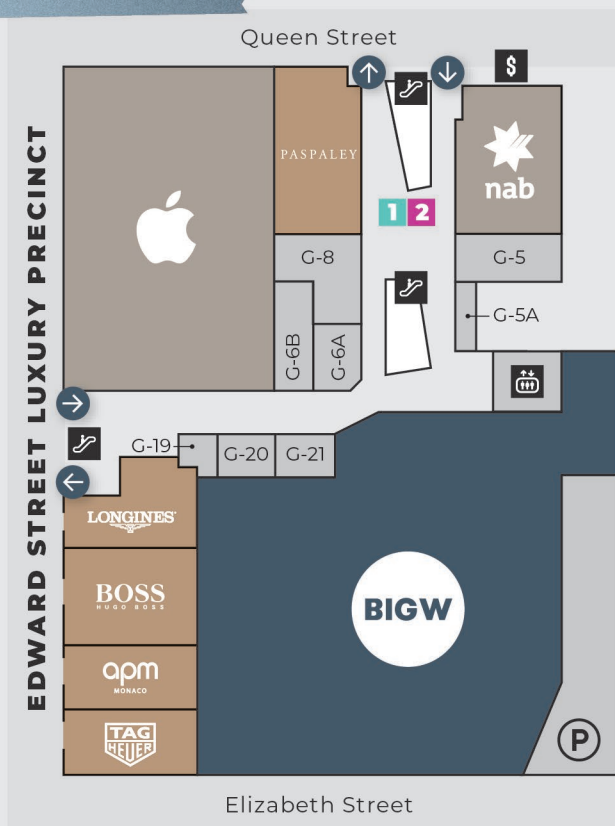 Queen Street
$
PASPALEY
nab
1 2
G-8
G-5
G-5A
G-6B
G-6A
EDWARD STREET LUXURY PRECINCT
G-19
G-20
G-21
LONGINES
BOSS
HUGO BOSS
BIGW
apm
MONACO
TAG
HEUER
P
Elizabeth Street